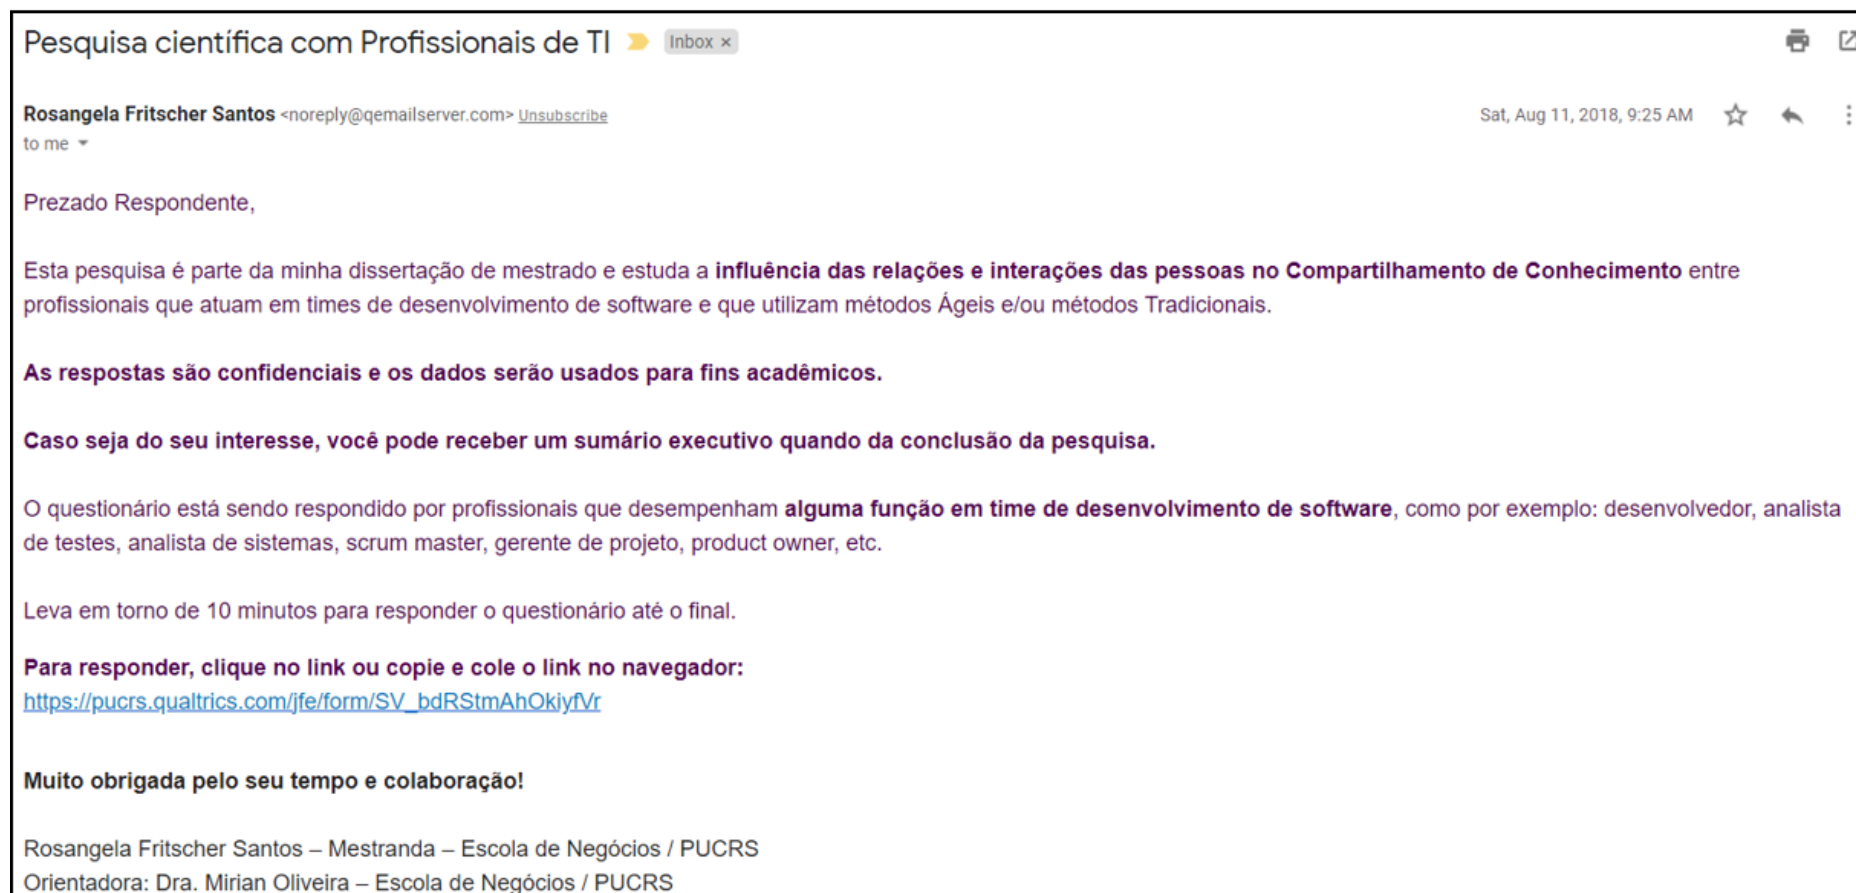 Pesquisa científica com Profissionais de TI Inbox ×
Rosangela Fritscher Santos <noreply@qemailserver.com> Unsubscribe Sat, Aug 11, 2018, 9:25 AM
to me
Prezado Respondente,
Esta pesquisa é parte da minha dissertação de mestrado e estuda a influência das relações e interações das pessoas no Compartilhamento de Conhecimento entre
profissionais que atuam em times de desenvolvimento de software e que utilizam métodos Ágeis e/ou métodos Tradicionais.
As respostas são confidenciais e os dados serão usados para fins acadêmicos.
Caso seja do seu interesse, você pode receber um sumário executivo quando da conclusão da pesquisa.
O questionário está sendo respondido por profissionais que desempenham alguma função em time de desenvolvimento de software, como por exemplo: desenvolvedor, analista
de testes, analista de sistemas, scrum master, gerente de projeto, product owner, etc.
Leva em torno de 10 minutos para responder o questionário até o final.
Para responder, clique no link ou copie e cole o link no navegador:
https://pucrs.qualtrics.com/jfe/form/SV_bdRStmAhOkiyfVr
Muito obrigada pelo seu tempo e colaboração!
Rosangela Fritscher Santos – Mestranda – Escola de Negócios / PUCRS
Orientadora: Dra. Mirian Oliveira – Escola de Negócios / PUCRS